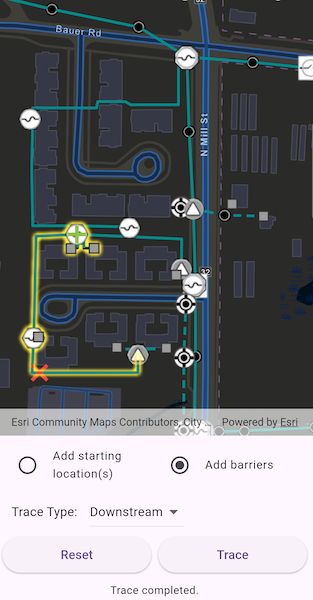 32
Bauer Rd
N Mill St
32
Esri Community Maps Contributors, City ... Powered by Esri
Add starting
location(s)
Add barriers
Trace Type: Downstream
Reset
Trace
Trace completed.